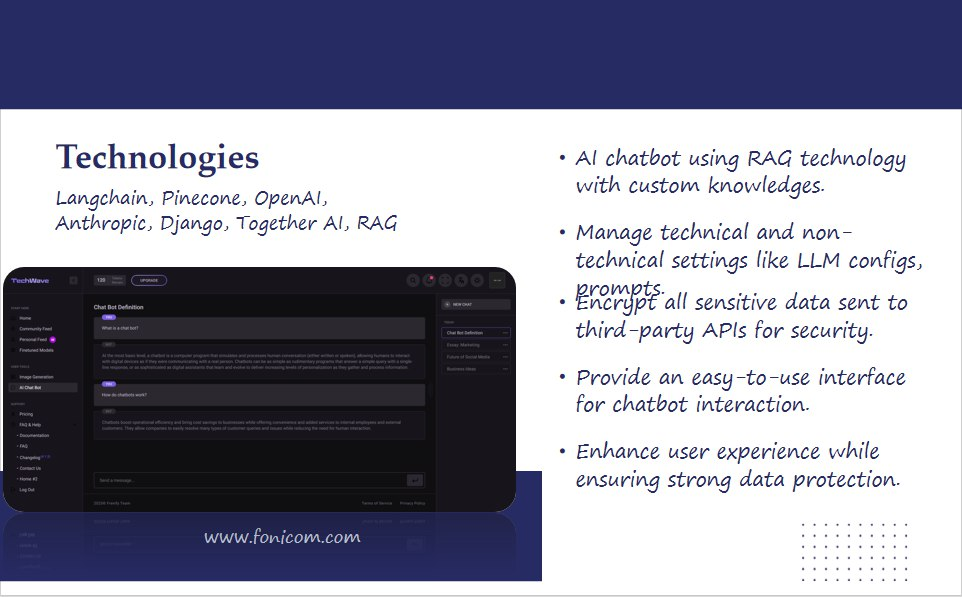 Technologies
Langchain, Pinecone, OpenAI,
Anthropic, Django, Together AI, RAG
TechWave
120
UPGRADE
Home
Community Feed
Personal Feed
Finetuned Models
Image Generation
AI Chat Bot
Pricing
FAQ & Help
• Documentation
• FAQ
• Changelog
• Contact Us
• Home #2
Log Out
Chat Bot Definition
What is a chat bot?
At the most basic level, a chatbot is a computer program that simulates and processes human conversation (either written or spoken), allowing humans to interact
with digital devices as if they were communicating with a real person. Chatbots can be as simple as rudimentary programs that answer a simple query with a single-
line response, or as sophisticated as digital assistants that learn and evolve to deliver increasing levels of personalization as they gather and process information.
How do chatbots work?
Chatbots boost operational efficiency and bring cost savings to businesses while offering convenience and added services to internal employees and external
customers. They allow companies to easily resolve many types of customer queries and issues while reducing the need for human interaction.
Send a message...
Terms of Service
Privacy Policy
NEW CHAT
Chat Bot Definition
Essay: Marketing
Future of Social Media
Business Ideas
www.fonicom.com
• AI chatbot using RAG technology
with custom knowledges.
• Manage technical and non-
technical settings like LLM configs,
prompts.
• Encrypt all sensitive data sent to
third-party APIs for security.
• Provide an easy-to-use interface
for chatbot interaction.
• Enhance user experience while
ensuring strong data protection.